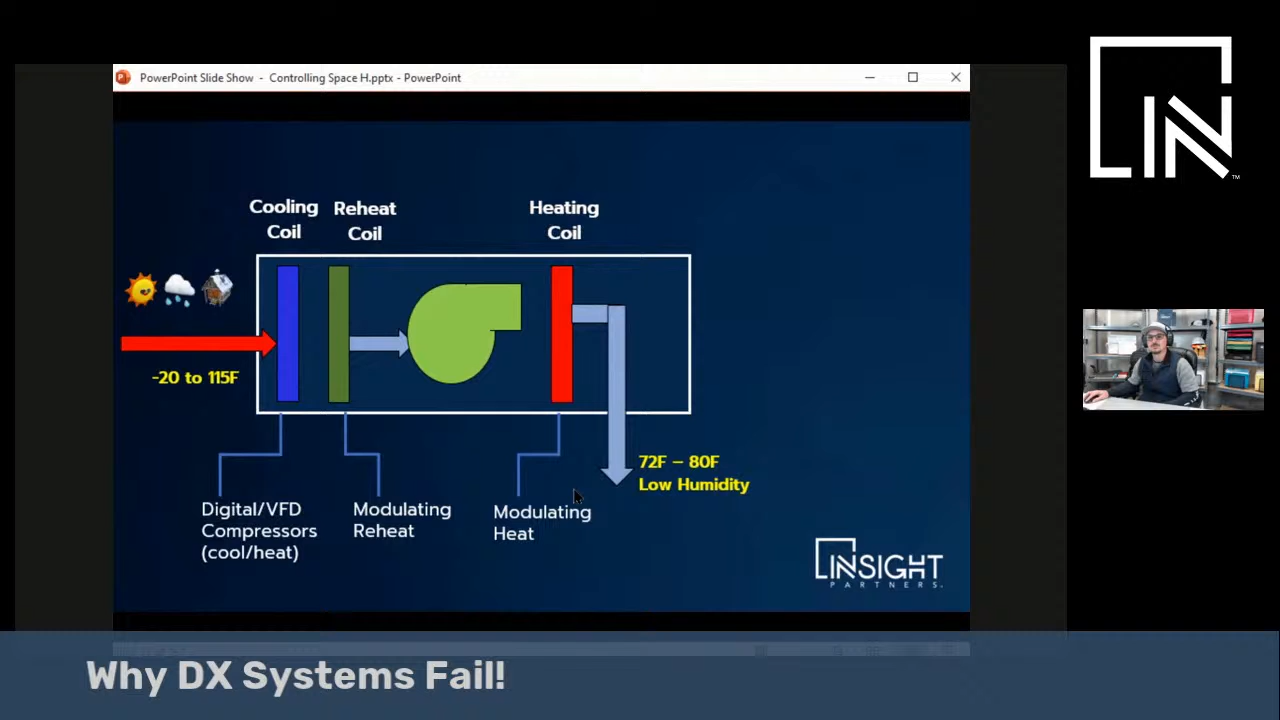 PowerPoint Slide Show - Controlling Space H.pptx - PowerPoint
IN
TM
Cooling
Coil
Reheat
Coil
Heating
Coil
-20 to 115F
72F – 80F
Low Humidity
Digital/VFD
Compressors
(cool/heat)
Modulating
Reheat
Modulating
Heat
INSIGHT
PARTNERS.
Why DX Systems Fail!